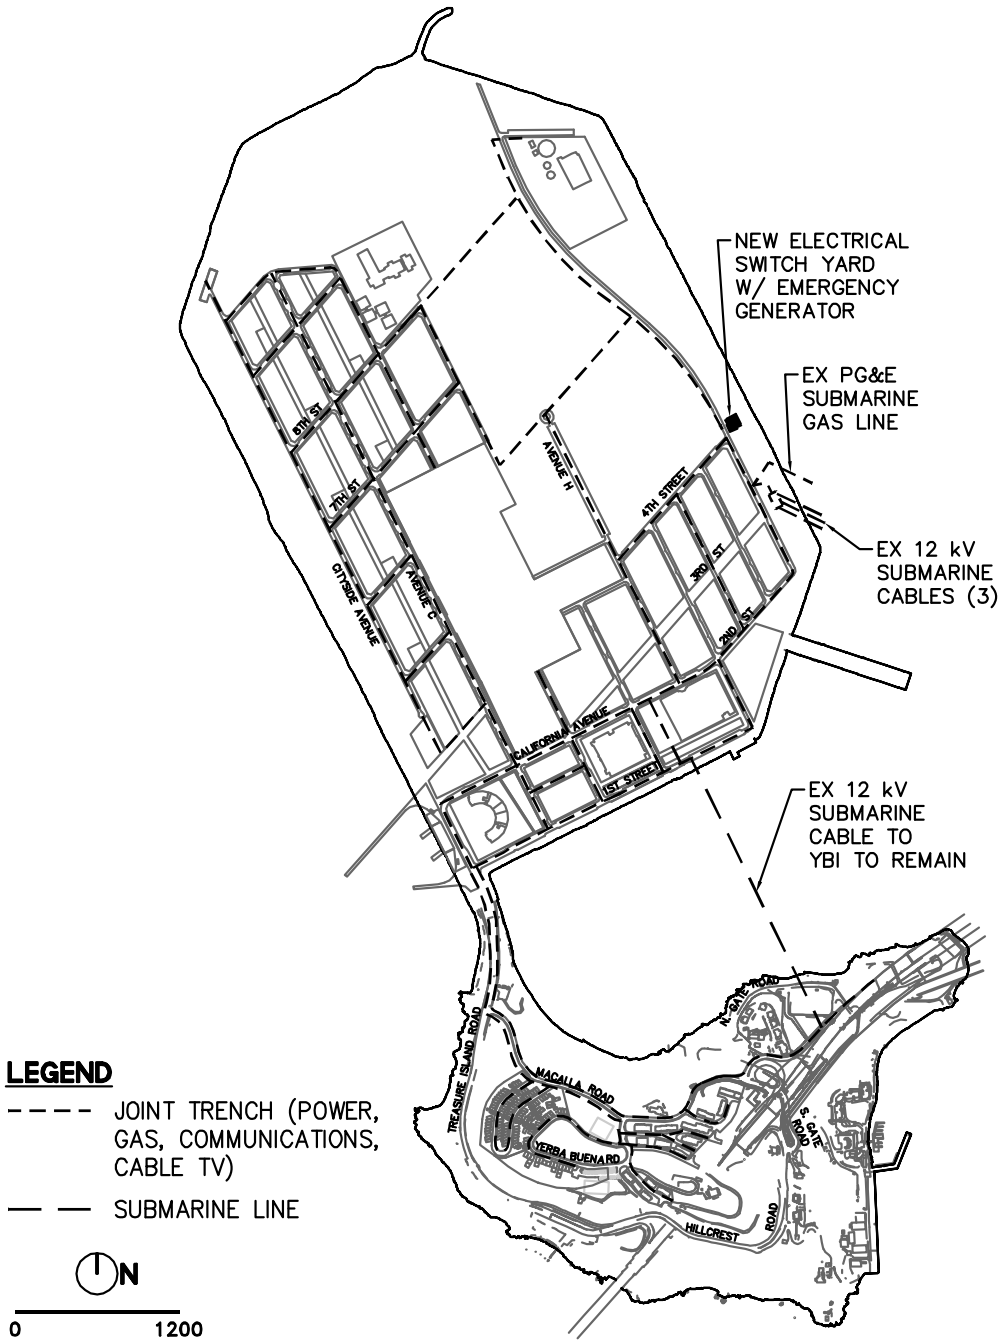 NEW ELECTRICAL
SWITCH YARD
W/ EMERGENCY
GENERATOR
EX PG&E
SUBMARINE
GAS LINE
6TH ST
AVENUE H
4TH STREET
7TH ST
EX 12 kV
SUBMARINE
CABLES (3)
3RD ST
CITYSIDE AVENUE
AVENUE C
2ND ST
CALIFORNIA AVENUE
1ST STREET
EX 12 kV
SUBMARINE
CABLE TO
YBI TO REMAIN
N. GATE ROAD
TREASURE ISLAND ROAD
MACALLA ROAD
S. GATE
ROAD
YERBA BUENARD
HILLCREST
ROAD
LEGEND
JOINT TRENCH (POWER,
GAS, COMMUNICATIONS,
CABLE TV)
SUBMARINE LINE
N
0 1200